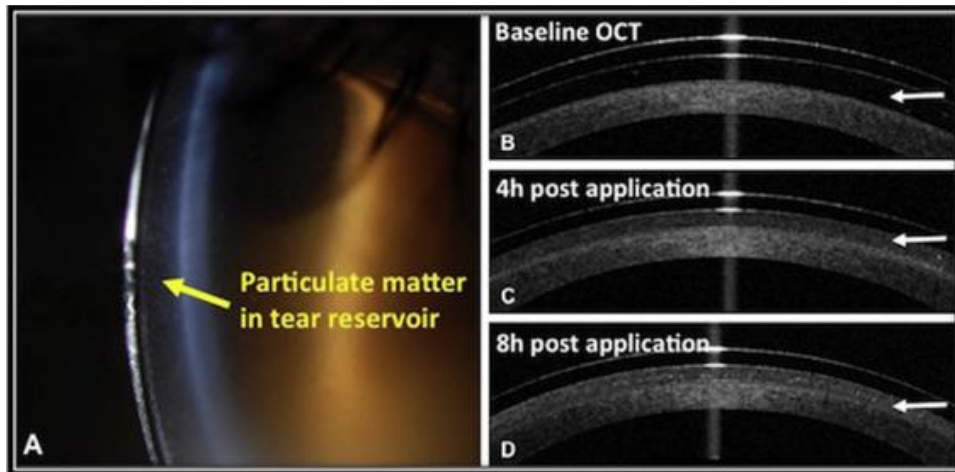 Particulate matter
in tear reservoir
A
Baseline OCT
B
4h post application
C
8h post application
D